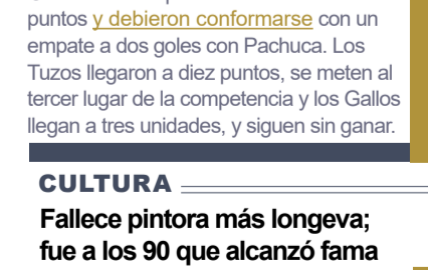 puntos y debieron conformarse con un
empate a dos goles con Pachuca. Los
Tuzos llegaron a diez puntos, se meten al
tercer lugar de la competencia y los Gallos
llegan a tres unidades, y siguen sin ganar.
CULTURA
Fallece pintora más longeva;
fue a los 90 que alcanzó fama